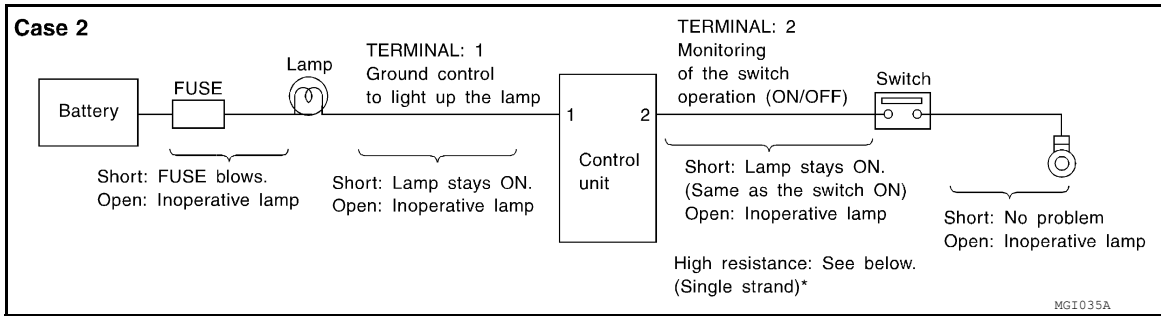 Case 2
Battery
FUSE
Lamp
TERMINAL: 1
Ground control
to light up the lamp
1
2
Control
unit
TERMINAL: 2
Monitoring
of the switch
operation (ON/OFF)
Switch
Short: FUSE blows.
Open: Inoperative lamp
Short: Lamp stays ON.
Open: Inoperative lamp
Short: Lamp stays ON.
(Same as the switch ON)
Open: Inoperative lamp
High resistance: See below.
(Single strand)*
Short: No problem
Open: Inoperative lamp
MGI035A